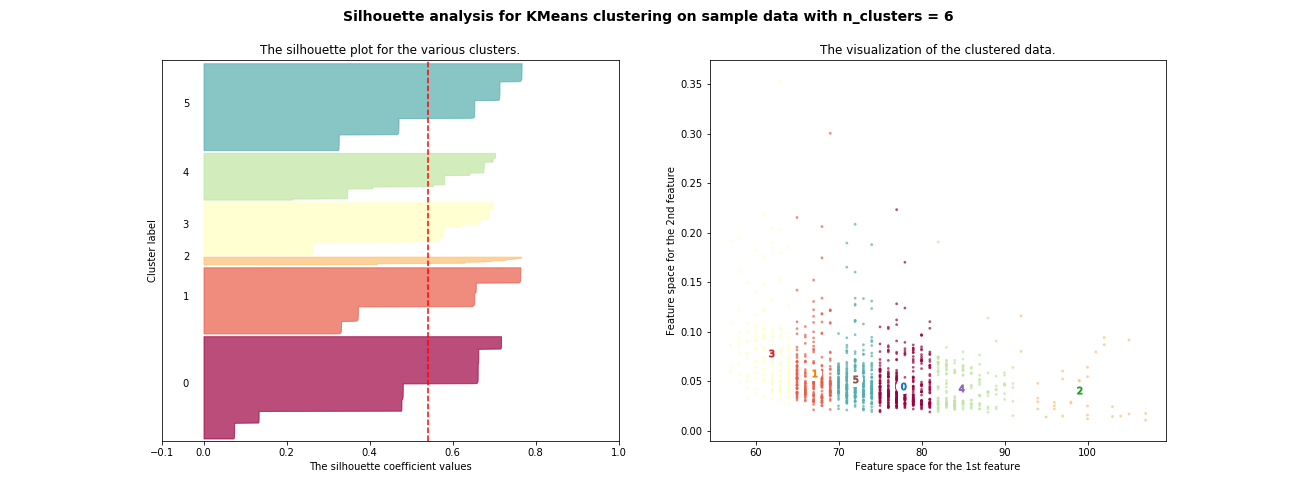 Silhouette analysis for KMeans clustering on sample data with n_clusters = 6
The silhouette plot for the various clusters.
Cluster label
5
4
3
2
1
0
−0.1 0.0 0.2 0.4 0.6 0.8 1.0
The silhouette coefficient values
The visualization of the clustered data.
Feature space for the 2nd feature
0.35
0.30
0.25
0.20
0.15
0.10
0.05
0.00
3
1
5
0
4
2
60 70 80 90 100
Feature space for the 1st feature